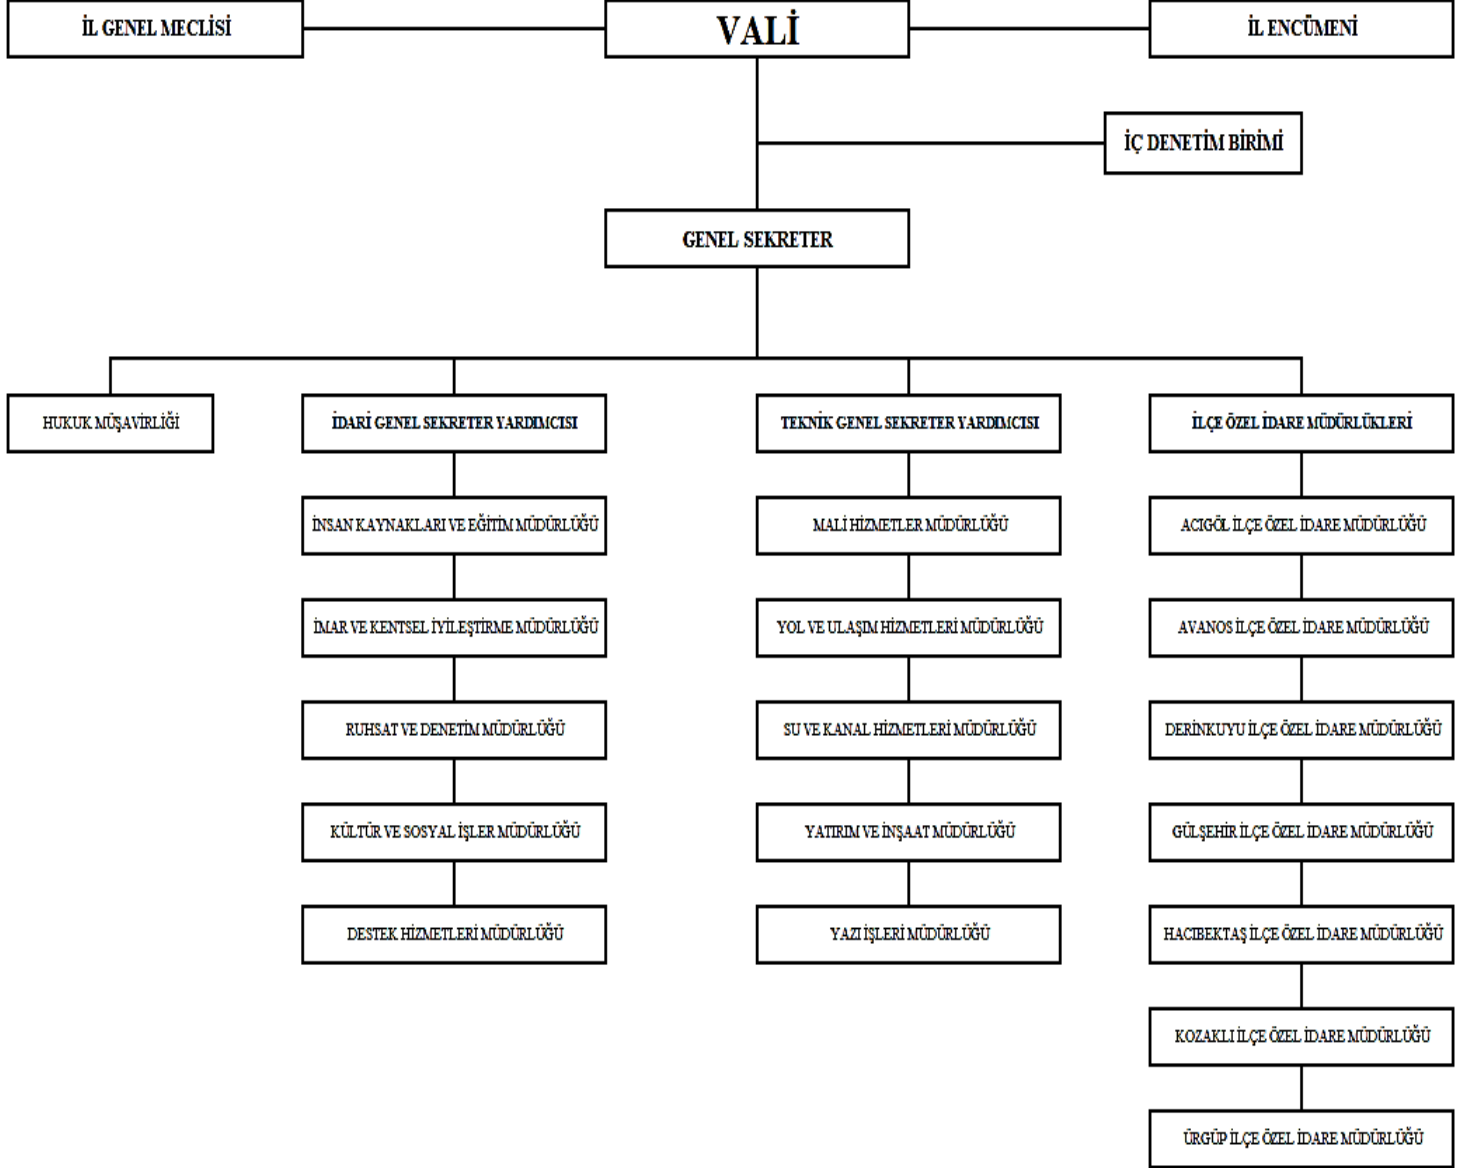 İL GENEL MECLİSİ
VALİ
İL ENCÜMENİ
İÇ DENETİM BİRİMİ
GENEL SEKRETER
HUKUK MÜŞAVİRLİĞİ
İDARİ GENEL SEKRETER YARDIMCISI
TEKNİK GENEL SEKRETER YARDIMCISI
İLÇE ÖZEL İDARE MÜDÜRLÜKLERİ
İNSAN KAYNAKLARI VE EĞİTİM MÜDÜRLÜĞÜ
MALİ HİZMETLER MÜDÜRLÜĞÜ
ACIGÖL İLÇE ÖZEL İDARE MÜDÜRLÜĞÜ
İMAR VE KENTSEL İYİLEŞTİRME MÜDÜRLÜĞÜ
YOL VE ULAŞIM HİZMETLERİ MÜDÜRLÜĞÜ
AVANOS İLÇE ÖZEL İDARE MÜDÜRLÜĞÜ
RUHSAT VE DENETİM MÜDÜRLÜĞÜ
SU VE KANAL HİZMETLERİ MÜDÜRLÜĞÜ
DERİNKUYU İLÇE ÖZEL İDARE MÜDÜRLÜĞÜ
KÜLTÜR VE SOSYAL İŞLER MÜDÜRLÜĞÜ
YATIRIM VE İNŞAAT MÜDÜRLÜĞÜ
GÜLŞEHİR İLÇE ÖZEL İDARE MÜDÜRLÜĞÜ
DESTEK HİZMETLERİ MÜDÜRLÜĞÜ
YAZI İŞLERİ MÜDÜRLÜĞÜ
HACIBEKTAŞ İLÇE ÖZEL İDARE MÜDÜRLÜĞÜ
KOZAKLI İLÇE ÖZEL İDARE MÜDÜRLÜĞÜ
ÜRGÜP İLÇE ÖZEL İDARE MÜDÜRLÜĞÜ